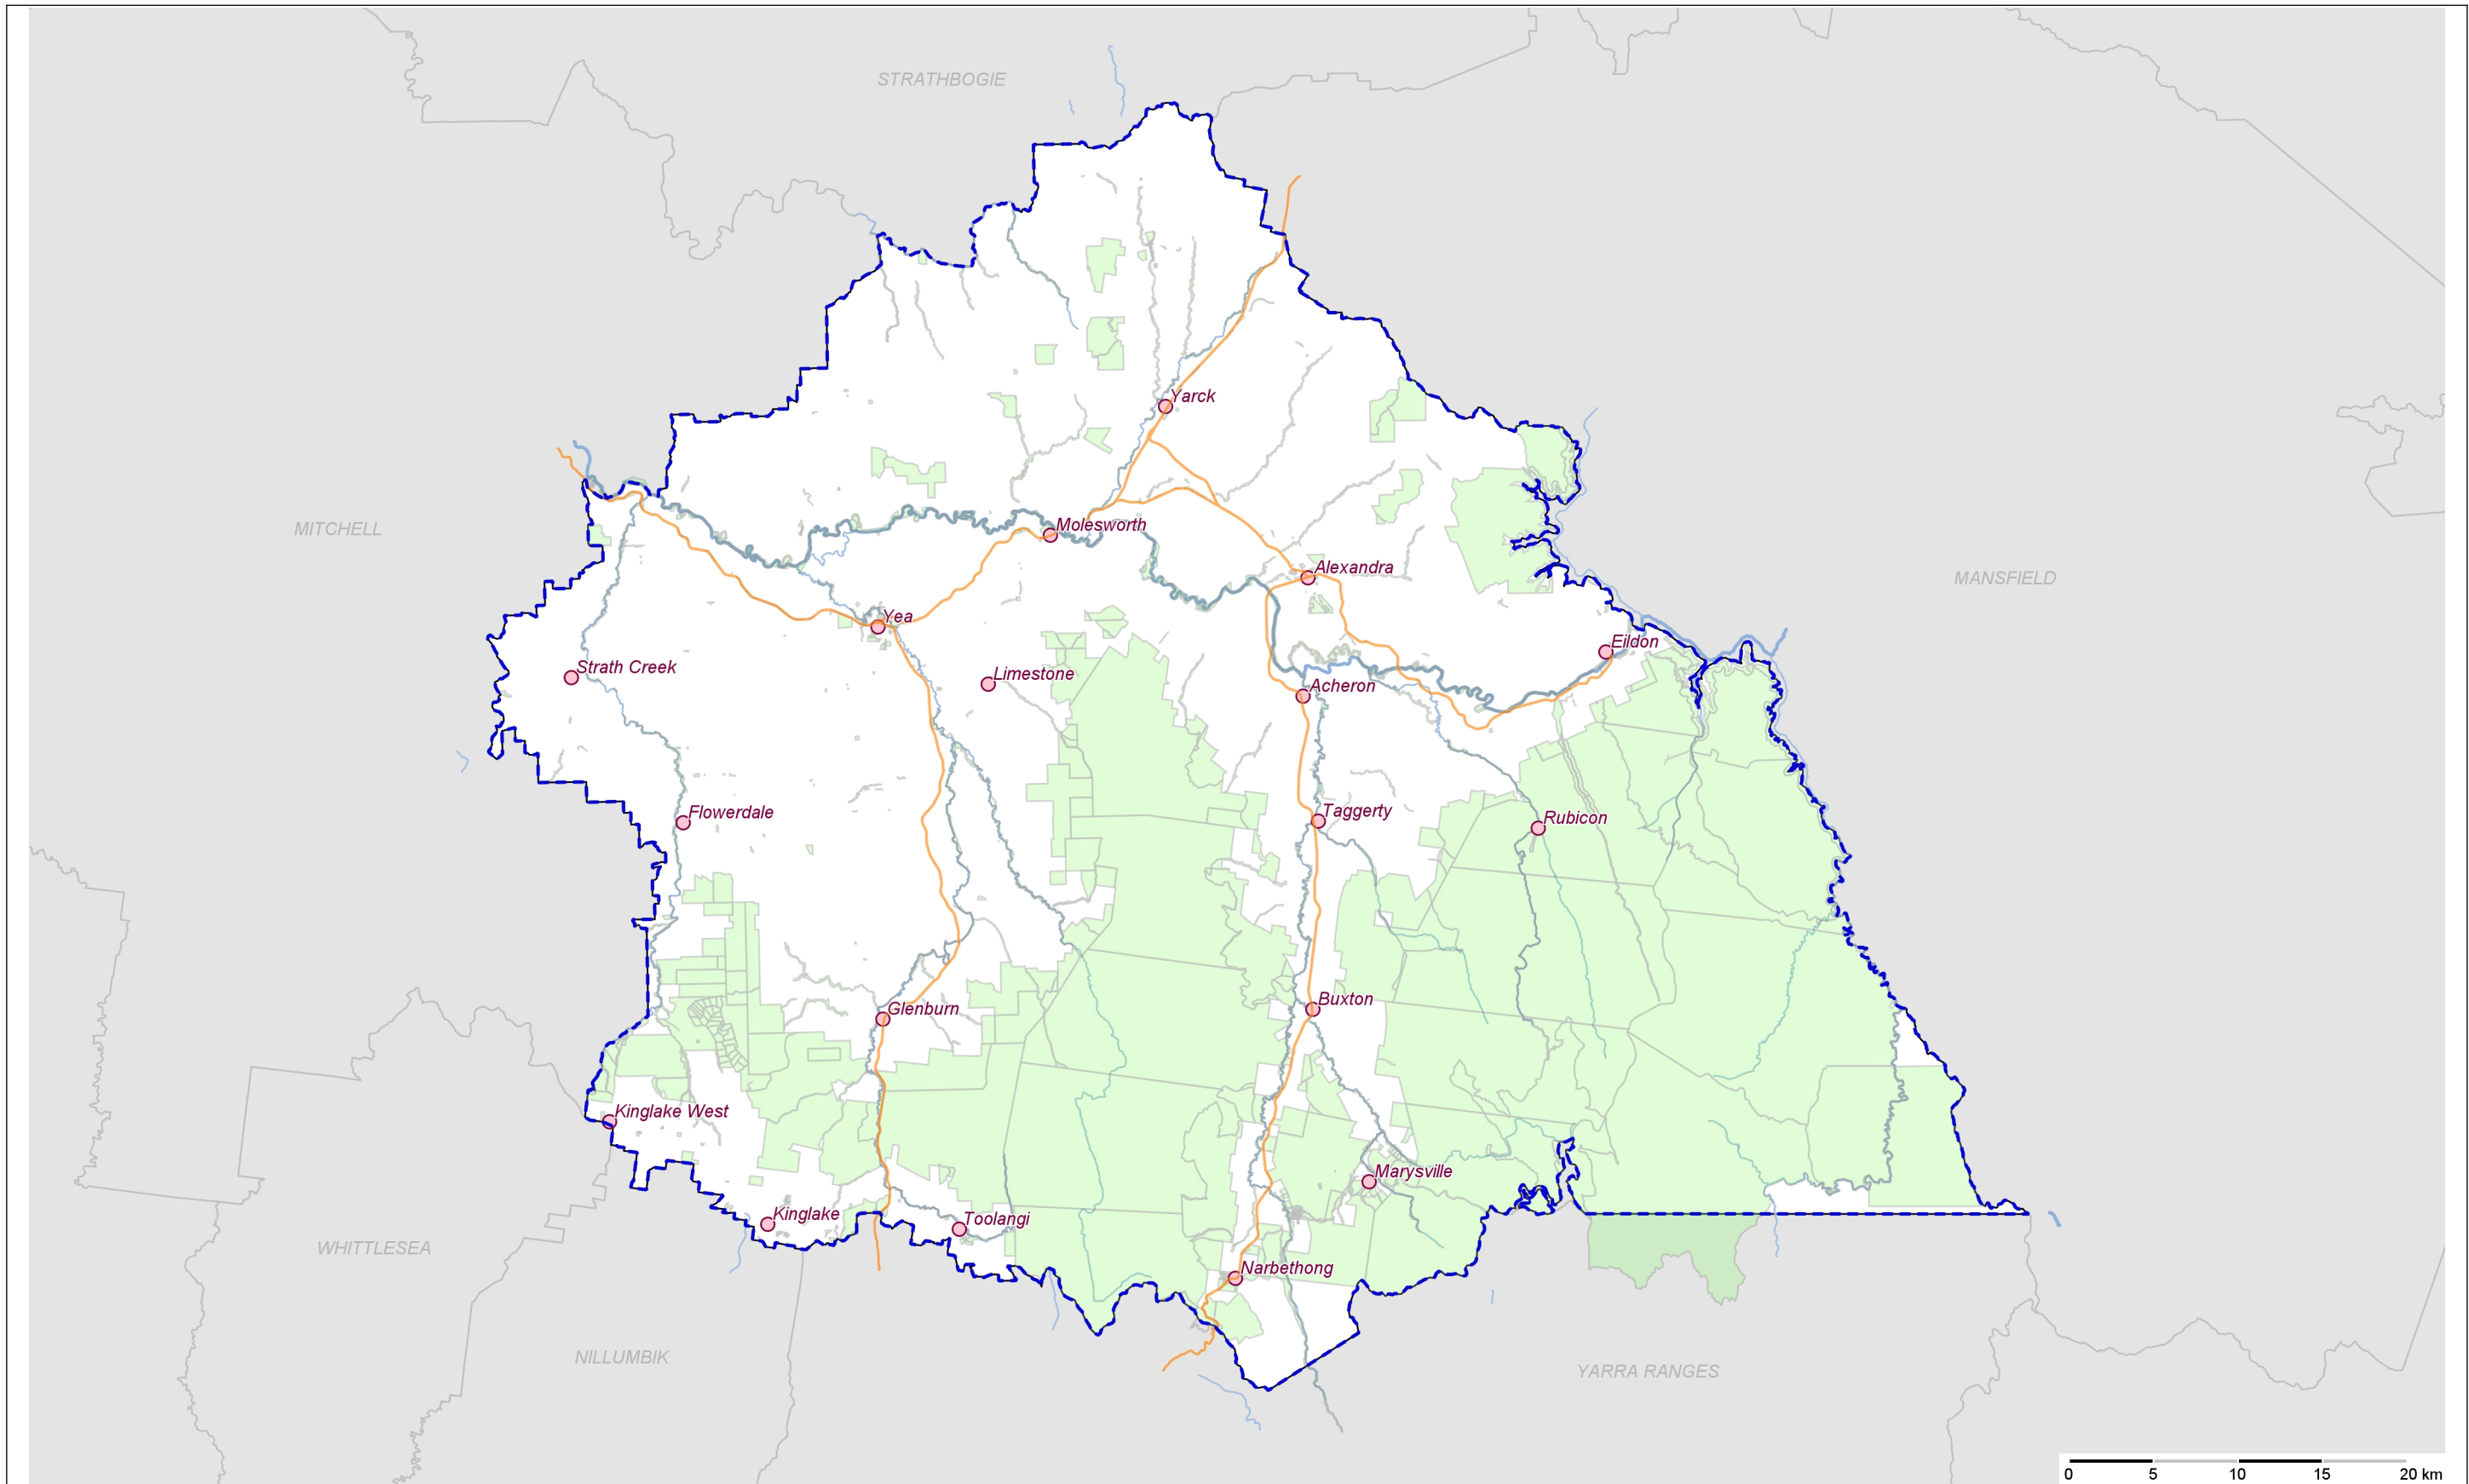 STRATHBOGIE
Yarck
MITCHELL
Molesworth
Alexandra
MANSFIELD
Yea
Eildon
Strath Creek
Limestone
Acheron
Flowerdale
Taggerty
Rubicon
Buxton
Glenburn
Kinglake West
Marysville
Kinglake
Toolangi
WHITTLESEA
Narbethong
NILLUMBIK
YARRA RANGES
0 5 10 15 20 km